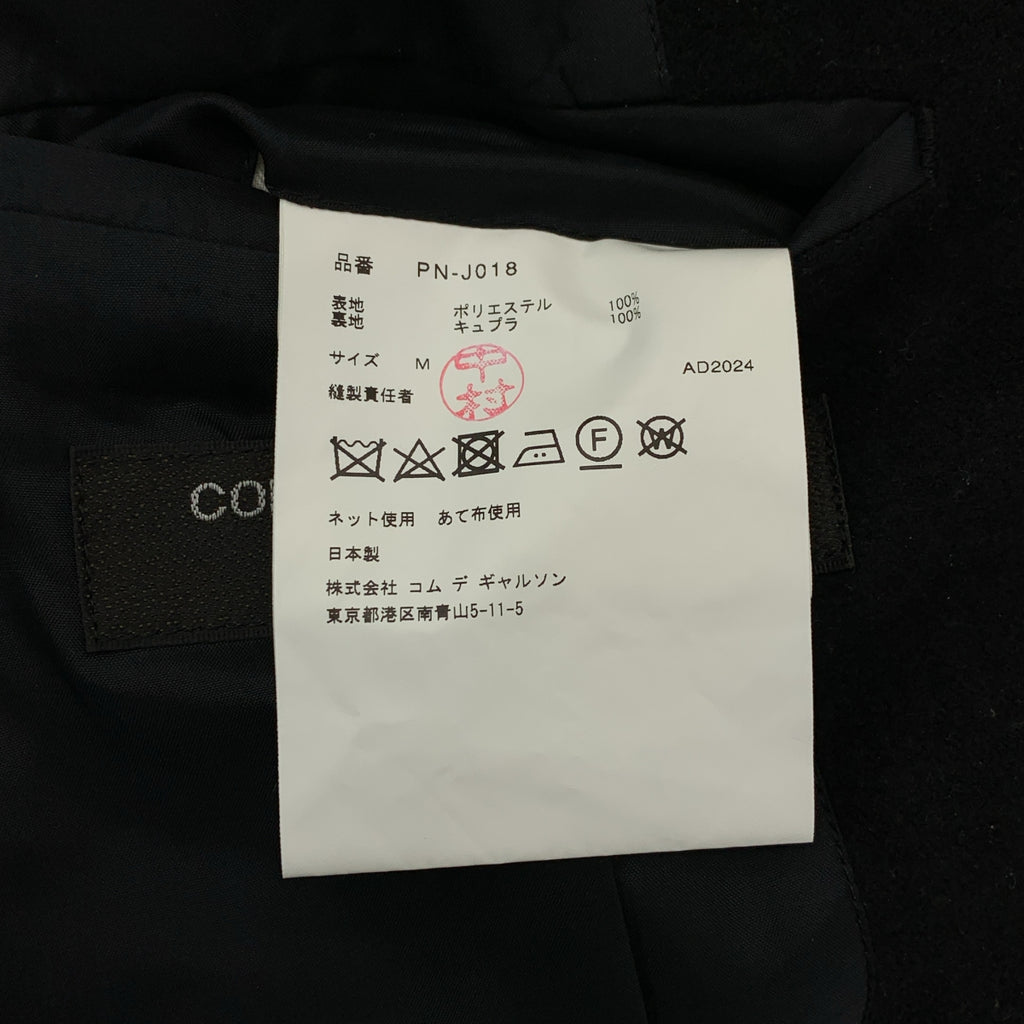 品番 PN-J018
表地 ポリエステル 100%
裏地 キュプラ 100%
サイズ M AD2024
縫製責任者 中村
F W
ネット使用 あて布使用
日本製
株式会社 コム デ ギャルソン
東京都港区南青山5-11-5
CO